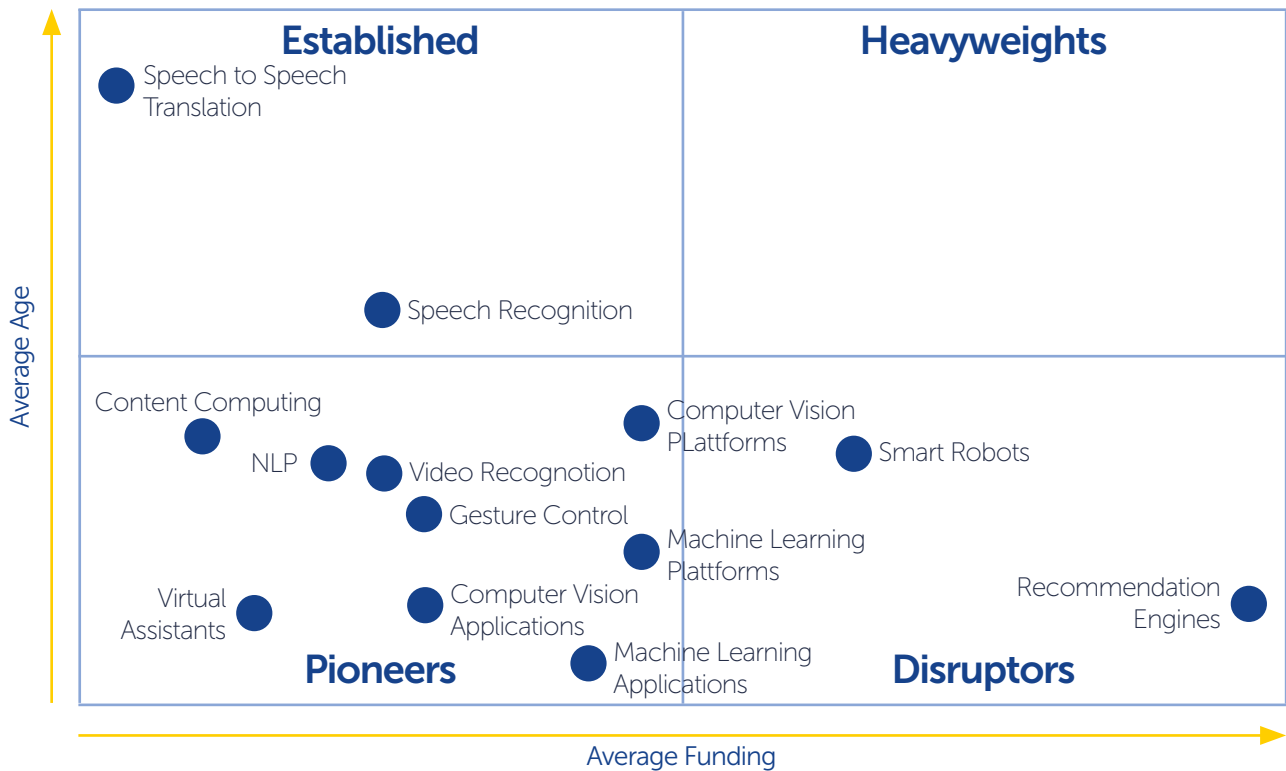 Established
Heavyweights
Speech to Speech
Translation
Speech Recognition
Average Age
Content Computing
Computer Vision
PLattforms
NLP
Video Recognotion
Smart Robots
Gesture Control
Machine Learning
Plattforms
Virtual
Assistants
Computer Vision
Applications
Recommendation
Engines
Machine Learning
Applications
Pioneers
Disruptors
Average Funding